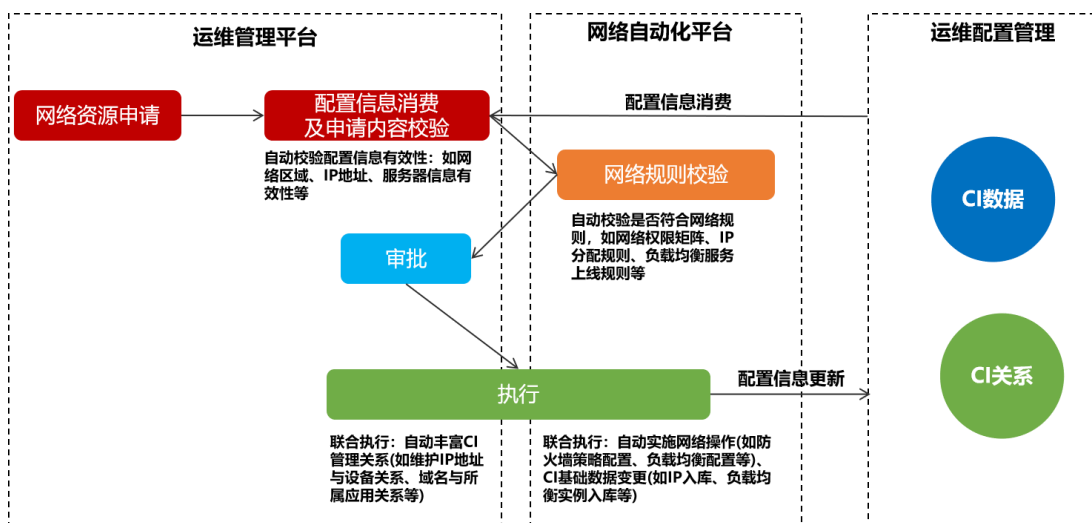 运维管理平台
网络自动化平台
运维配置管理
网络资源申请
配置信息消费
及申请内容校验
配置信息消费
自动校验配置信息有效性：如网
络区域、IP地址、服务器信息有
效性等
网络规则校验
自动校验是否符合网络规
则，如网络权限矩阵、IP
分配规则、负载均衡服务
上线规则等
CI数据
审批
执行
配置信息更新
CI关系
联合执行：自动丰富CI
管理关系(如维护IP地址
与设备关系、域名与所
属应用关系等)
联合执行：自动实施网络操作(如防
火墙策略配置、负载均衡配置等)、
CI基础数据变更(如IP入库、负载均
衡实例入库等)